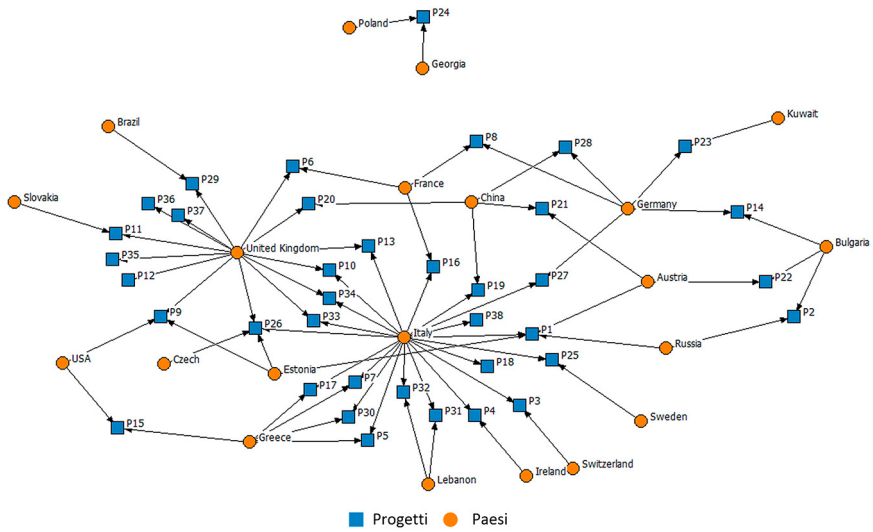 P24
Poland
Georgia
Kuwait
Brazil
P8
P28
P23
P6
P29
France
China
Slovakia
P36
P20
P21
Germany
P14
P37
P11
United Kingdom
P13
Bulgaria
P35
P10
P16
P12
P27
Austria
P22
P19
P34
P9
P33
P38
P2
P26
Italy
P1
Russia
USA
Czech
P25
P18
Estonia
P7
P17
P32
P3
P15
P30
P31
P4
Sweden
Greece
P5
Switzerland
Lebanon
Ireland
Progetti
Paesi